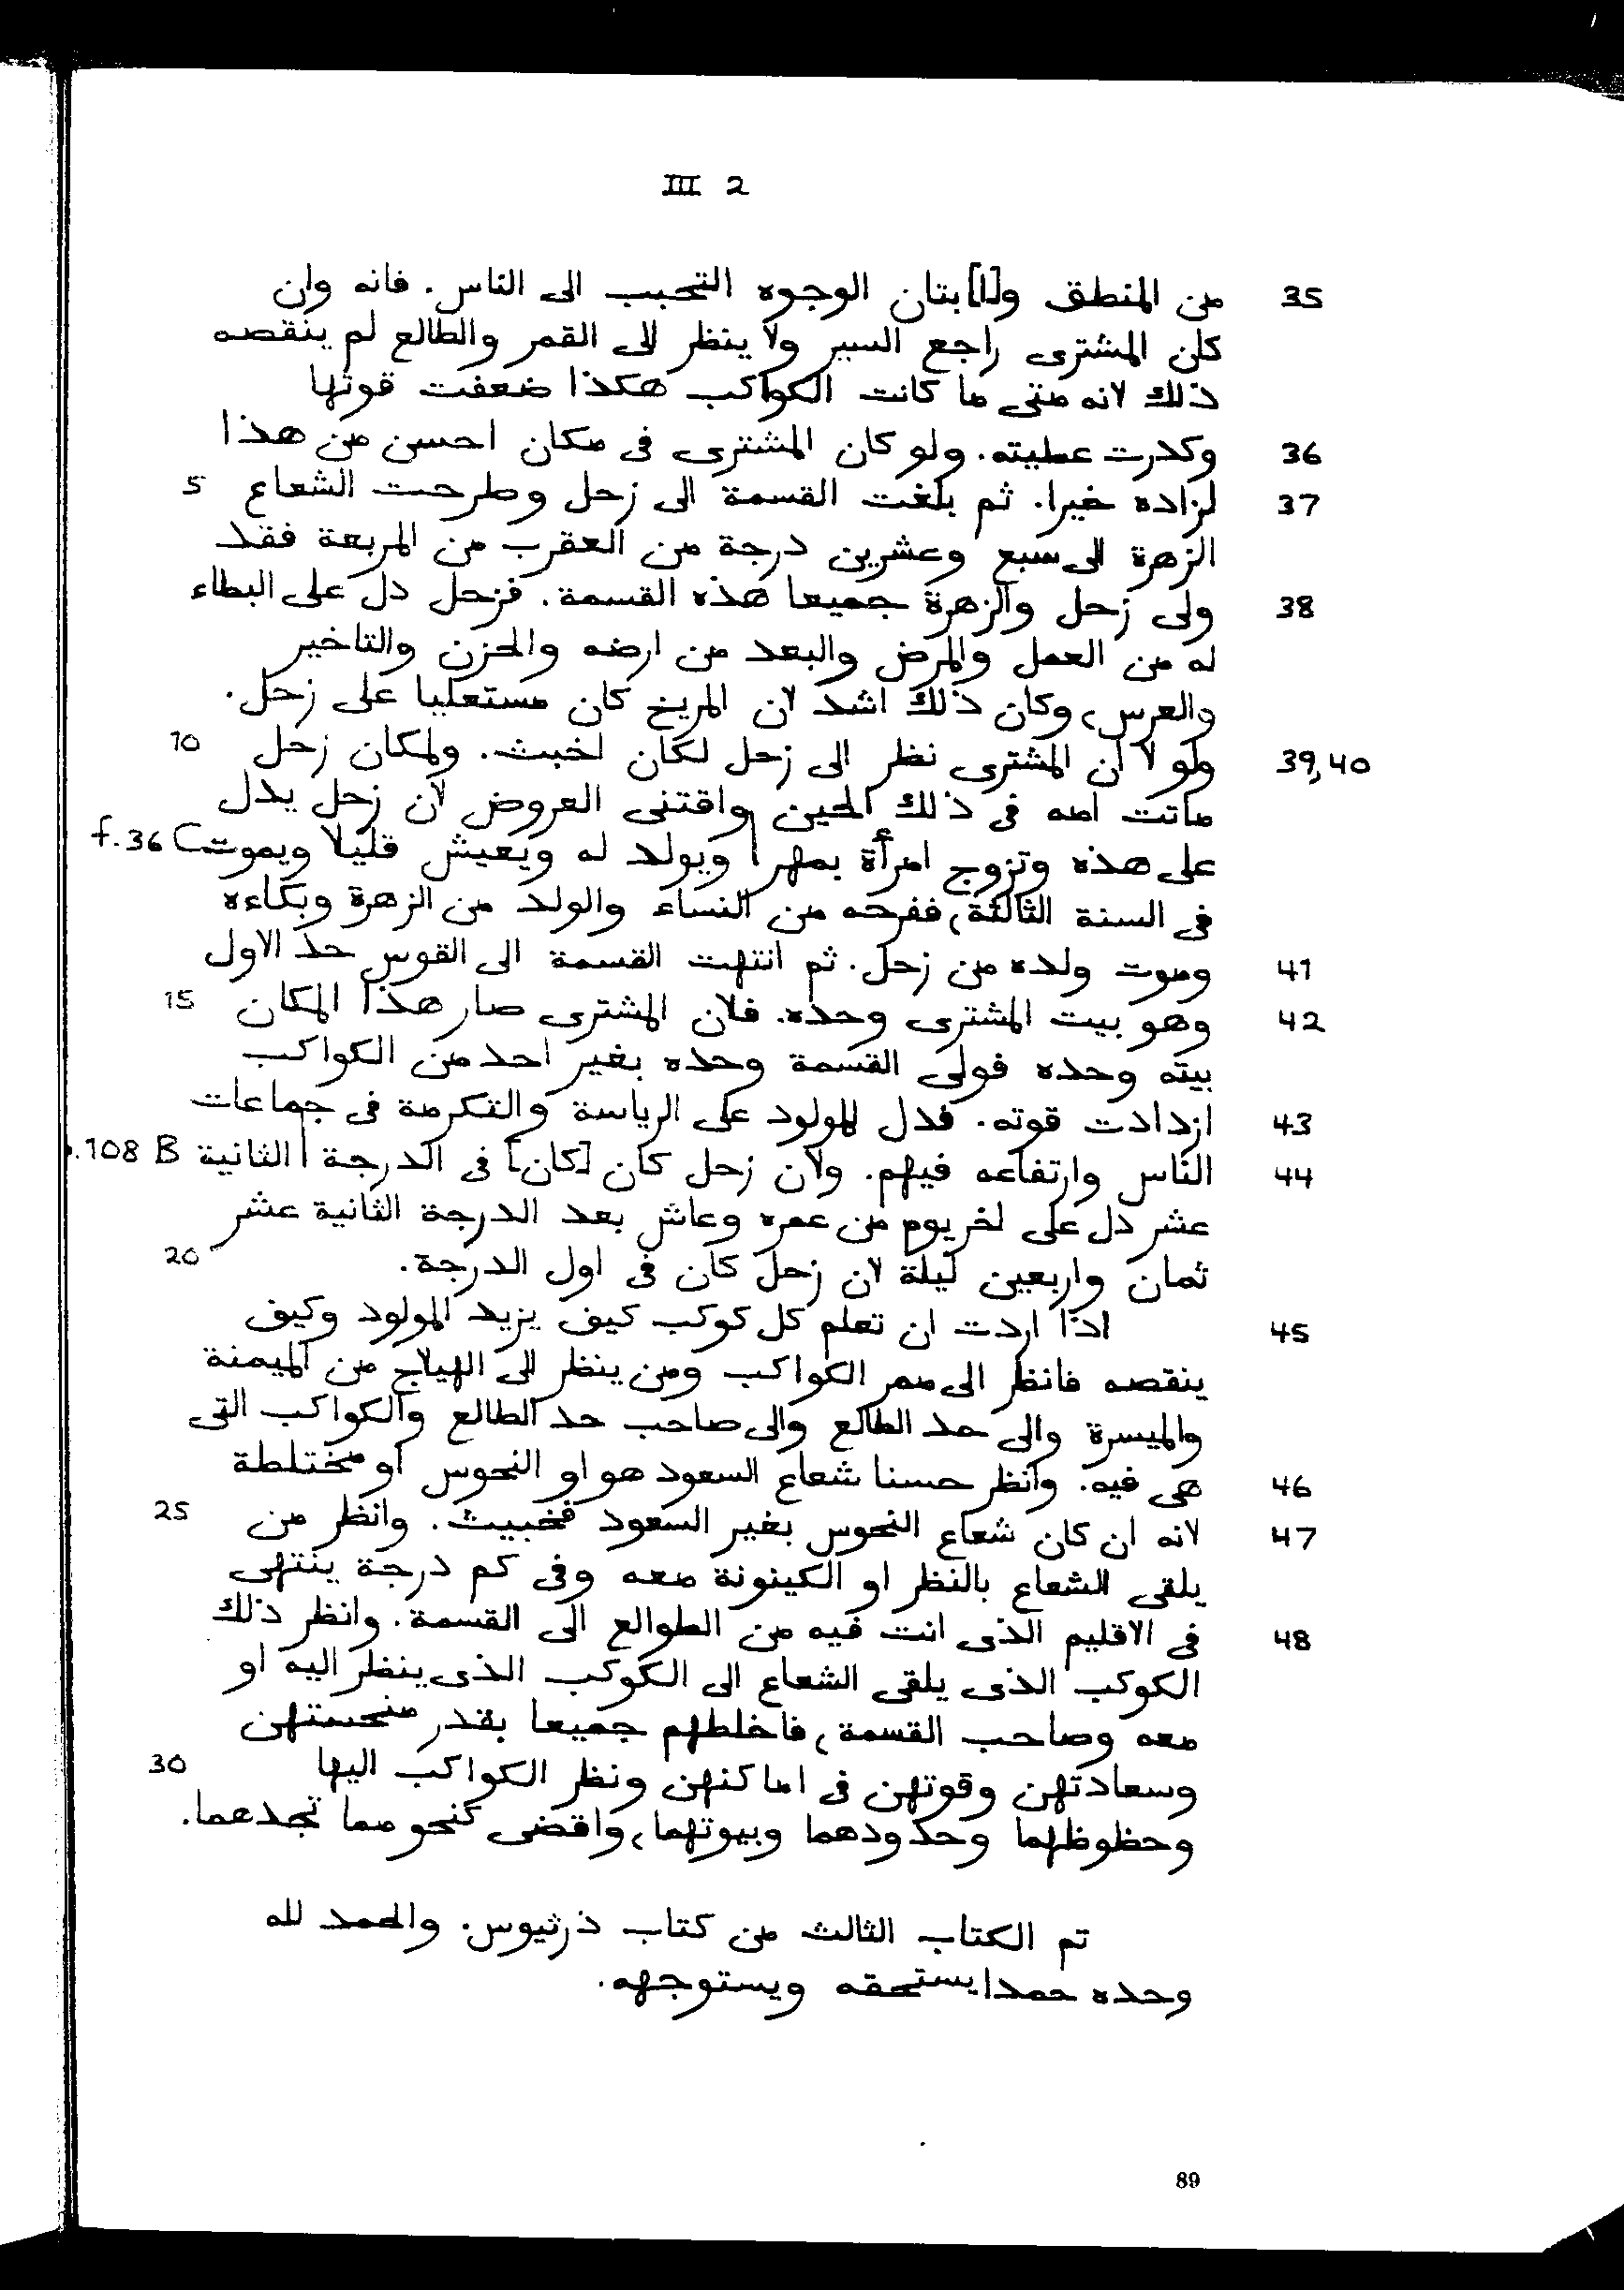 III 2
35 من المنطق و[ا]بتان الوجوه التحبب الى الناس. فانه وان
كان المشترى راجع السير ولا ينظر الى القمر والطالع لم ينقصه
ذلك لانه متى ما كانت الكواكب هكذا ضعفت قوتها
36 وكدرت عطيته. ولو كان المشترى فى مكان احسن من هذا
37 لزاده خيرا. ثم بلغت القسمة الى زحل وطرحت الشعاع 5
الزهرة الى سبع وعشرين درجة من العقرب من المربعة فقد
38 ولى زحل والزهرة جميعا هذه القسمة. فزحل دل على البطاء
له من العمل والمرض والبعد من ارضه والحزن والتاخير
والعرس، وكان ذلك اشد لان المريخ كان مستعليا على زحل.
39,40 ولو لا ان المشترى نظر الى زحل لكان اخبث. ولمكان زحل 10
ماتت امه فى ذلك الحين واقتنى العروض لان زحل يدل
على هذه وتزوج امرأة بمهر | ويولد له ويعيش قليلا ويموت f.36 C
فى السنة الثالثة، ففرحه من النساء والولد من الزهرة وبكاءه
41 وموت ولده من زحل. ثم انتهت القسمة الى القوس حد الاول
42 وهو بيت المشترى وحده. فلان المشترى صار هذا المكان 15
بيته وحده فولى القسمة وحده بغير احد من الكواكب
43 ازدادت قوته. فدل للمولود على الرياسة والتكرمة فى جماعات
44 الناس وارتفاعه فيهم. ولان زحل كان [كان] فى الدرجة | الثانية p.108 B
عشر دل على اخر يوم من عمره وعاش بعد الدرجة الثانية عشر
ثمان واربعين ليلة لان زحل كان فى اول الدرجة. 20
45 اذا اردت ان تعلم كل كوكب كيف يزيد المولود وكيف
ينقصه فانظر الى ممر الكواكب ومن ينظر الى الهيلاج من الميمنة
والميسرة والى حد الطالع والى صاحب حد الطالع والكواكب التى
46 هى فيه. وانظر حسنا شعاع السعود هو او النحوس او مختلطة
47 لانه ان كان شعاع النحوس بغير السعود فخبيث. وانظر من 25
يلقى الشعاع بالنظر او الكينونة معه وفى كم درجة ينتهى
48 فى الاقليم الذى انت فيه من الطوالع الى القسمة. وانظر ذلك
الكوكب الذى يلقى الشعاع الى الكوكب الذى ينظر اليه او
معه وصاحب القسمة، فاخلطهم جميعا بقدر منحستهن
وسعادتهن وقوتهن فى اماكنهن ونظر الكواكب اليها 30
وحظوظهما وحدودهما وبيوتهما، واقضى كنحو مما تجدهما.
تم الكتاب الثالث من كتاب ذرثيوس. والحمد لله
وحده حمدا يستحقه ويستوجهه.
89